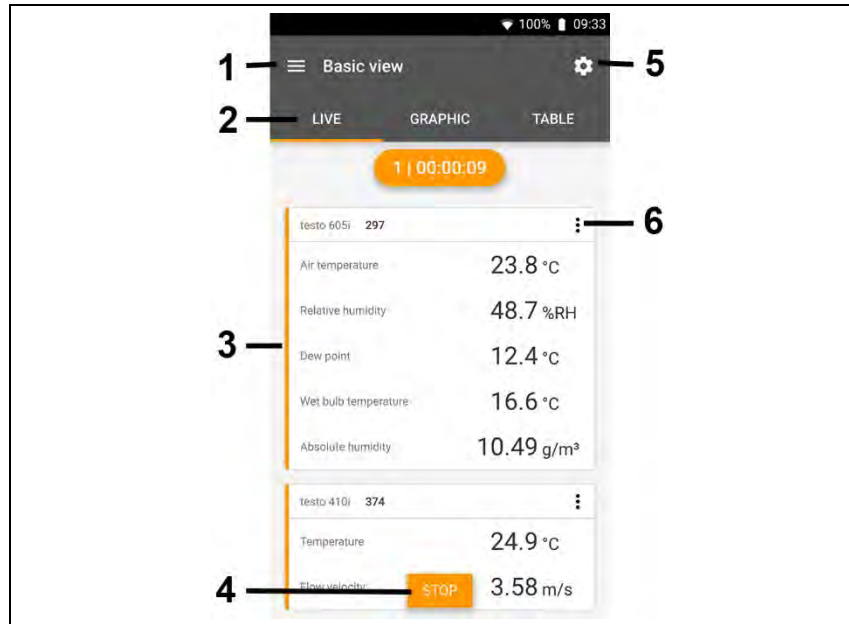 100% 09:33
1 Basic view 5
2 LIVE GRAPHIC TABLE
1 | 00:00:09
testo 605i 297 6
Air temperature 23.8 °C
Relative humidity 48.7 %RH
3 Dew point 12.4 °C
Wet bulb temperature 16.6 °C
Absolute humidity 10.49 g/m³
testo 410i 374
Temperature 24.9 °C
4 Flow velocity STOP 3.58 m/s